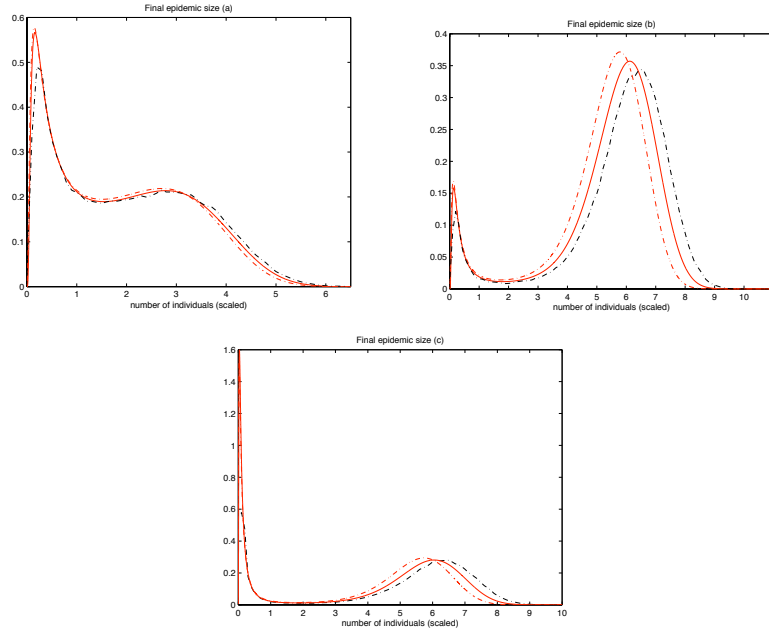 Final epidemic size (a)
0.6
0.5
0.4
0.3
0.2
0.1
0
0 1 2 3 4 5 6
number of individuals (scaled)
Final epidemic size (b)
0.4
0.35
0.3
0.25
0.2
0.15
0.1
0.05
0
0 1 2 3 4 5 6 7 8 9 10
number of individuals (scaled)
Final epidemic size (c)
1.6
1.4
1.2
1
0.8
0.6
0.4
0.2
0
0 1 2 3 4 5 6 7 8 9 10
number of individuals (scaled)